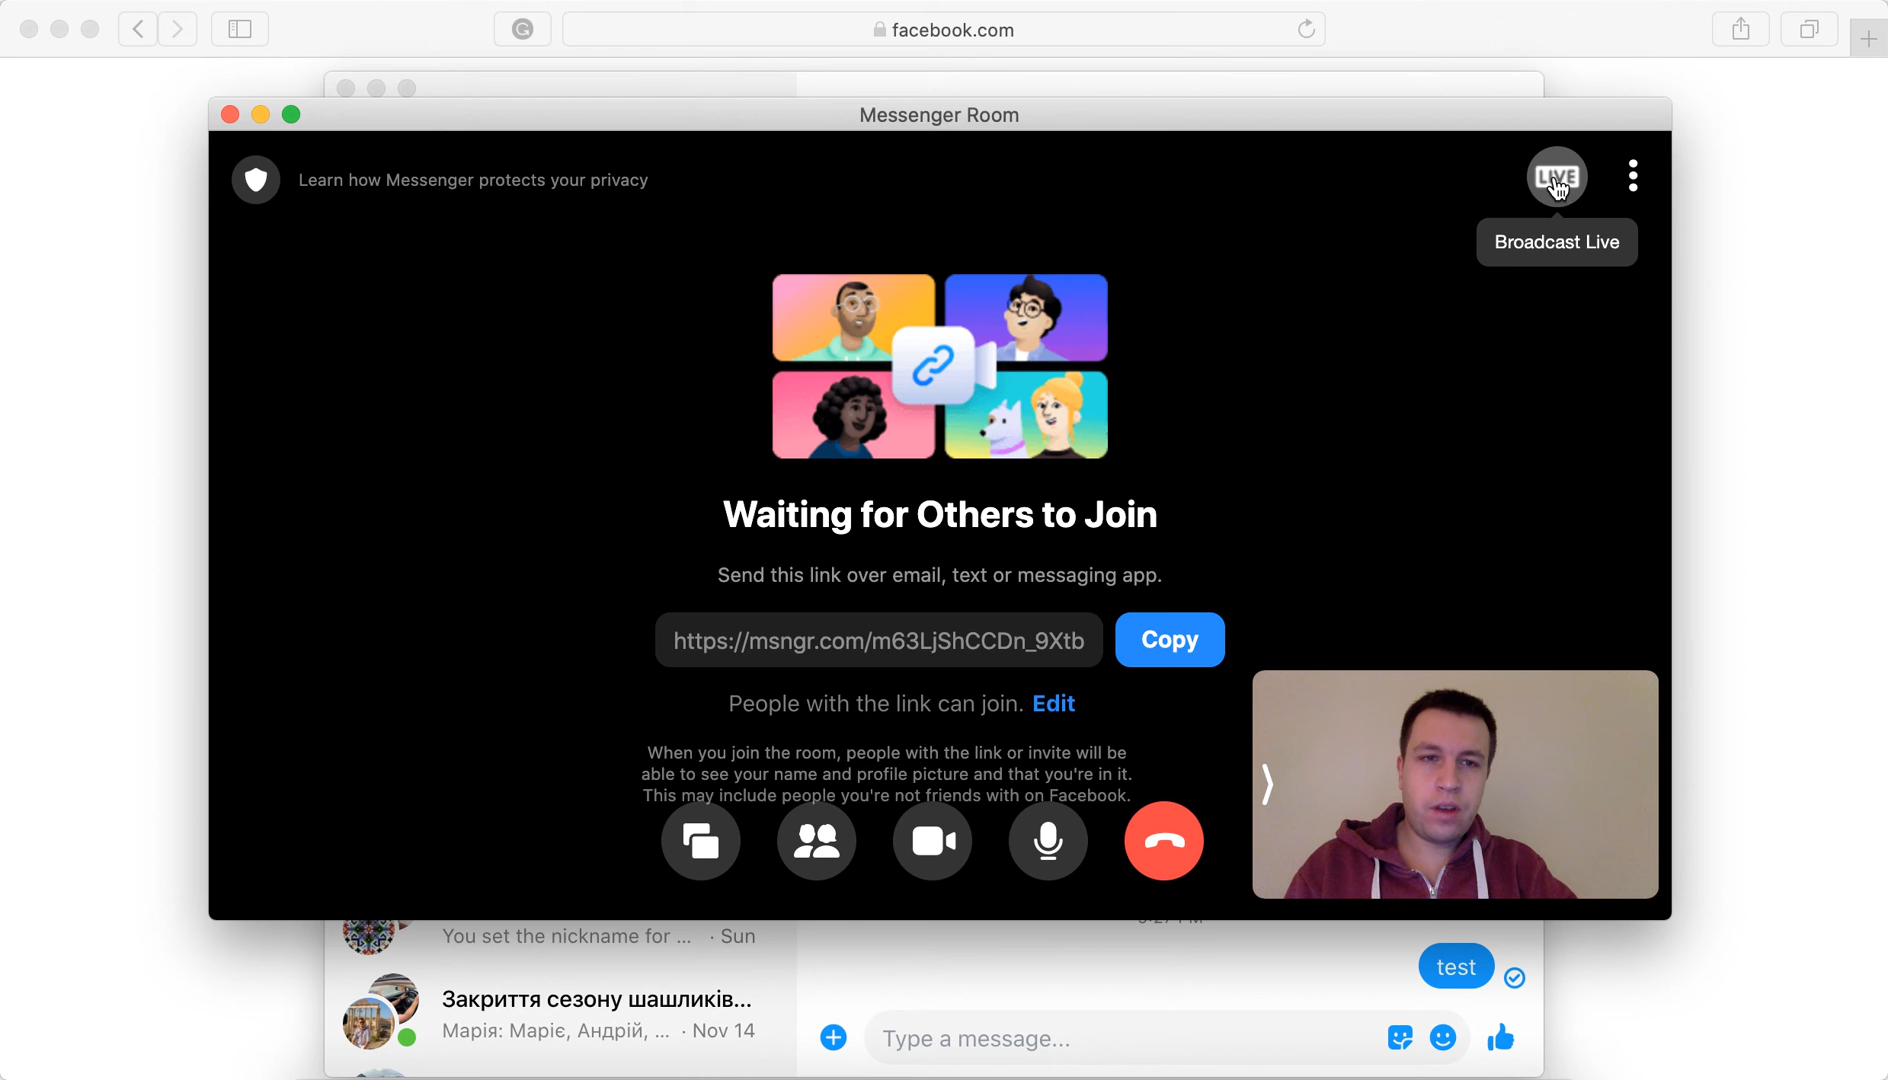 facebook.com
Messenger Room
Learn how Messenger protects your privacy
LIVE
Broadcast Live
Waiting for Others to Join
Send this link over email, text or messaging app.
https://msngr.com/m63LjShCCDn_9Xtb
Copy
People with the link can join. Edit
When you join the room, people with the link or invite will be
able to see your name and profile picture and that you're in it.
This may include people you're not friends with on Facebook.
You set the nickname for ... · Sun
test
Закриття сезону шашликів...
Марія: Маріє, Андрій, ... · Nov 14
Type a message...